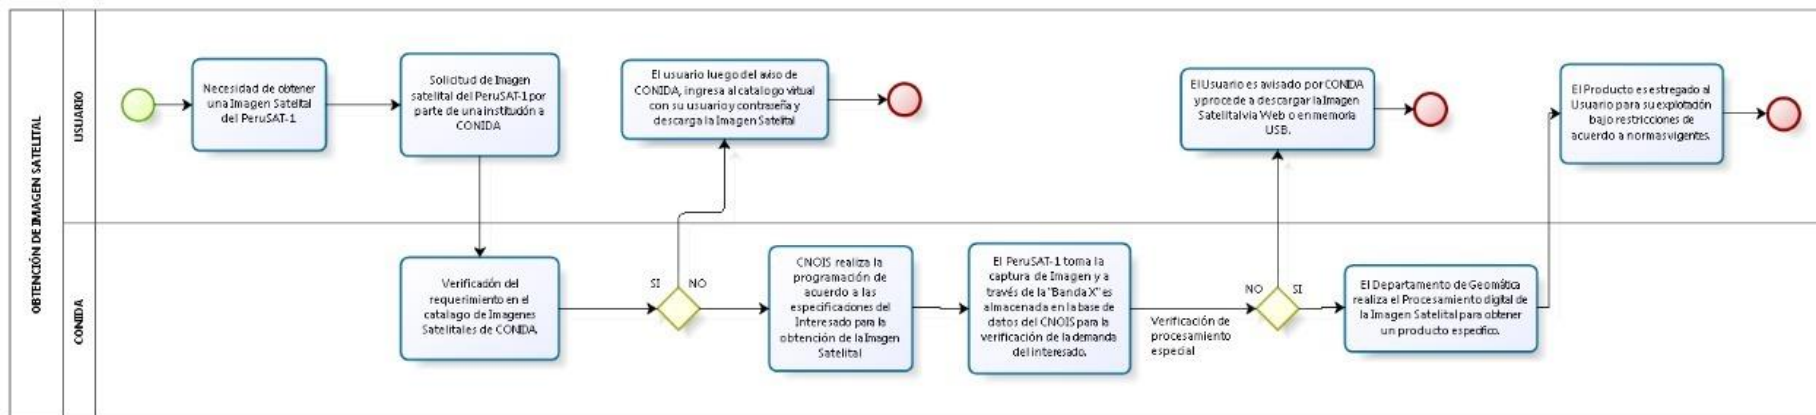 OBTENCIÓN DE IMAGEN SATELITAL
USUARIO
Necesidad de obtener
una Imagen Satelital
del PeruSAT-1
Solicitud de Imagen
satelital del PeruSAT-1 por
parte de una institución a
CONIDA
El usuario luego del aviso de
CONIDA, ingresa al catalogo virtual
con su usuario y contraseña y
descarga la Imagen Satelital
El Usuario es avisado por CONIDA
y procede a descargar la Imagen
Satelital via Web o en memoria
USB.
El Producto es estregado al
Usuario para su explotación
bajo restricciones de
acuerdo a normas vigentes.
CONIDA
Verificación del
requerimiento en el
catalago de Imagenes
Satelitales de CONIDA
SI
NO
CNOIS realiza la
programación de
acuerdo a las
especificaciones del
Interesado para la
obtención de la Imagen
Satelital
El PeruSAT-1 toma la
captura de Imagen y a
través de la "Banda X" es
almacenada en la base de
datos del CNOIS para la
verificación de la demanda
del interesado.
Verificación de
procesamiento
especial
NO
SI
El Departamento de Geomática
realiza el Procesamiento digital de
la Imagen Satelital para obtener
un producto especifico.